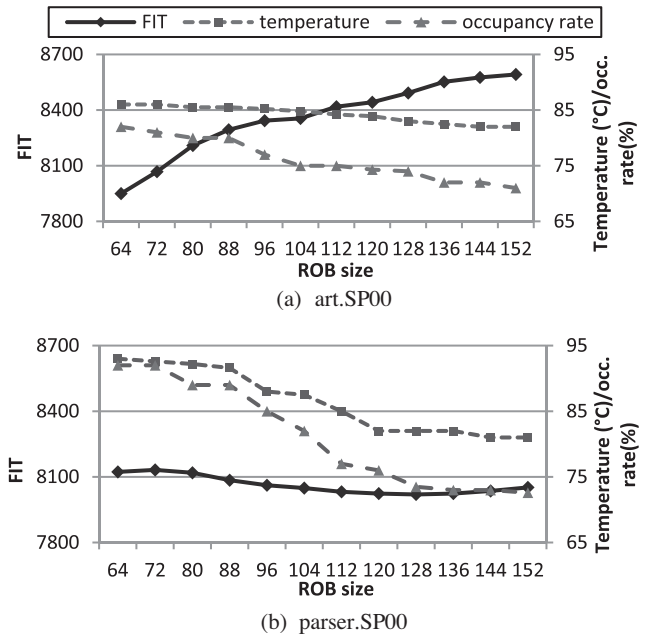 FIT temperature occupancy rate
8700 95
8400 85
8100 75
7800 65
FIT
Temperature (°C)/occ.
rate(%)
64 72 80 88 96 104 112 120 128 136 144 152
ROB size
(a) art.SP00
8700 95
8400 85
8100 75
7800 65
FIT
Temperature (°C)/occ.
rate(%)
64 72 80 88 96 104 112 120 128 136 144 152
ROB size
(b) parser.SP00